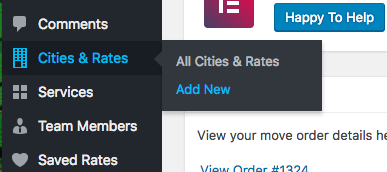 Comments
Cities & Rates
Services
Team Members
Saved Rates
All Cities & Rates
Add New
Happy To Help
View your move order details he
View Order #1324